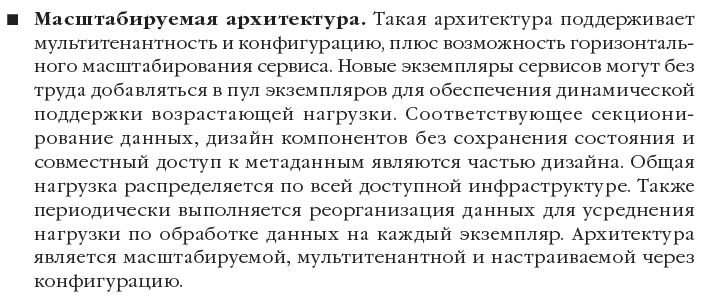 ■ Масштабируемая архитектура. Такая архитектура поддерживает
мультитенантность и конфигурацию, плюс возможность горизонталь-
ного масштабирования сервиса. Новые экземпляры сервисов могут без
труда добавляться в пул экземпляров для обеспечения динамической
поддержки возрастающей нагрузки. Соответствующее секциони-
рование данных, дизайн компонентов без сохранения состояния и
совместный доступ к метаданным являются частью дизайна. Общая
нагрузка распределяется по всей доступной инфраструктуре. Также
периодически выполняется реорганизация данных для усреднения
нагрузки по обработке данных на каждый экземпляр. Архитектура
является масштабируемой, мультитенантной и настраиваемой через
конфигурацию.